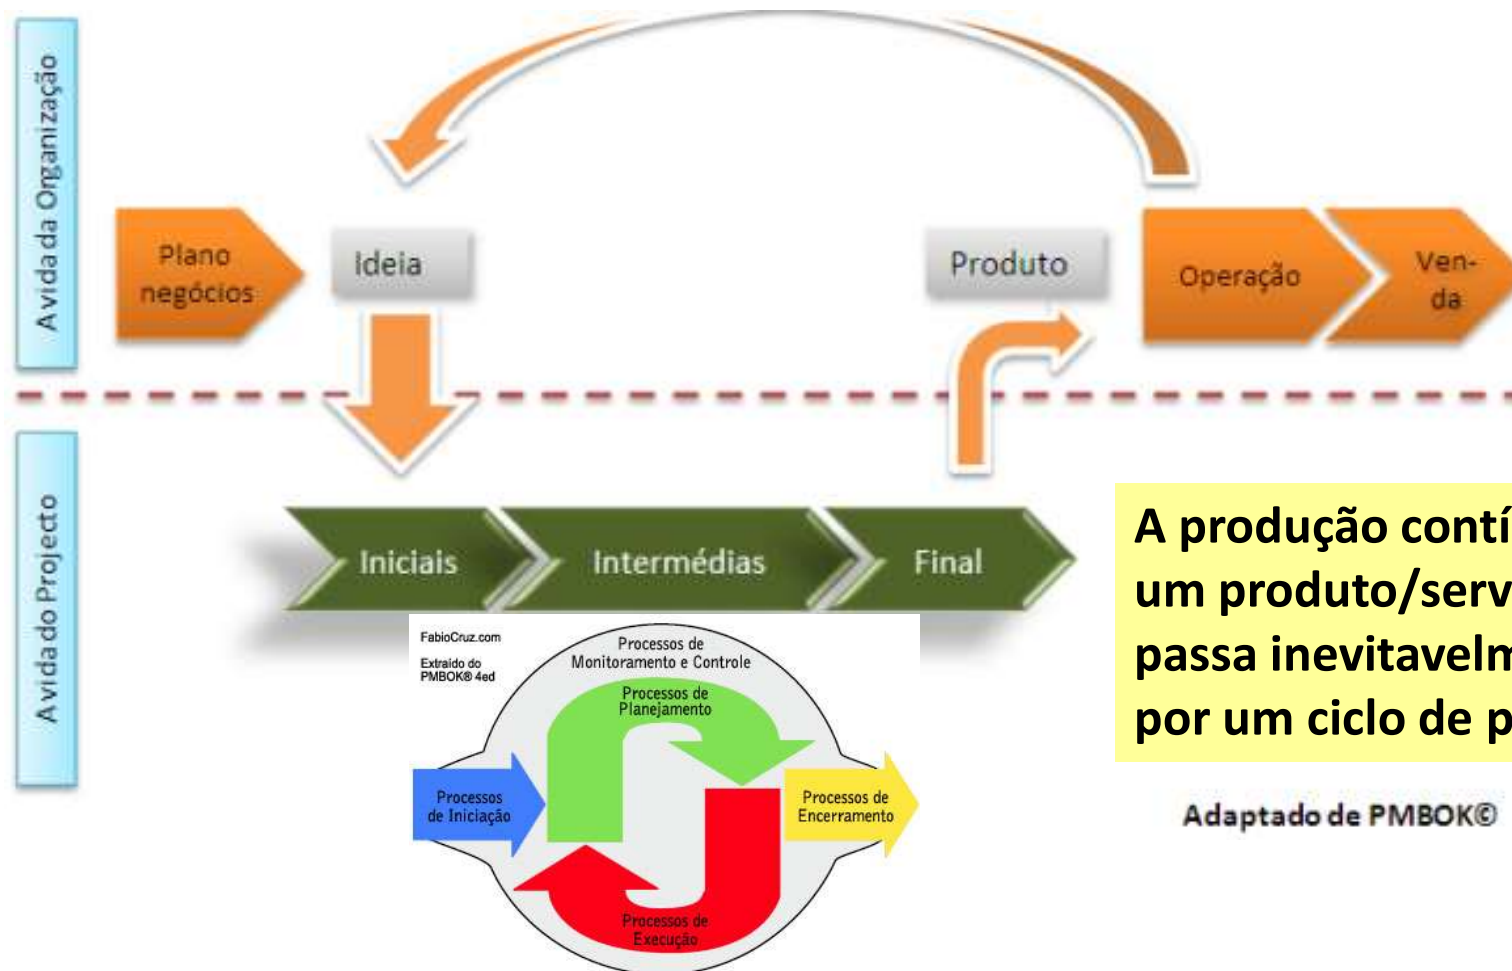 A vida da Organização
Plano
negócios
Ideia
Produto
Operação
Ven-
da
A vida do Projecto
Iniciais
Intermédias
Final
A produção contí
um produto/serv
passa inevitavelm
por um ciclo de p
FabioCruz.com
Extraído do
PMBOK® 4ed
Processos de
Monitoramento e Controle
Processos de
Planejamento
Processos
de Iniciação
Processos de
Encerramento
Processos de
Execução
Adaptado de PMBOK©